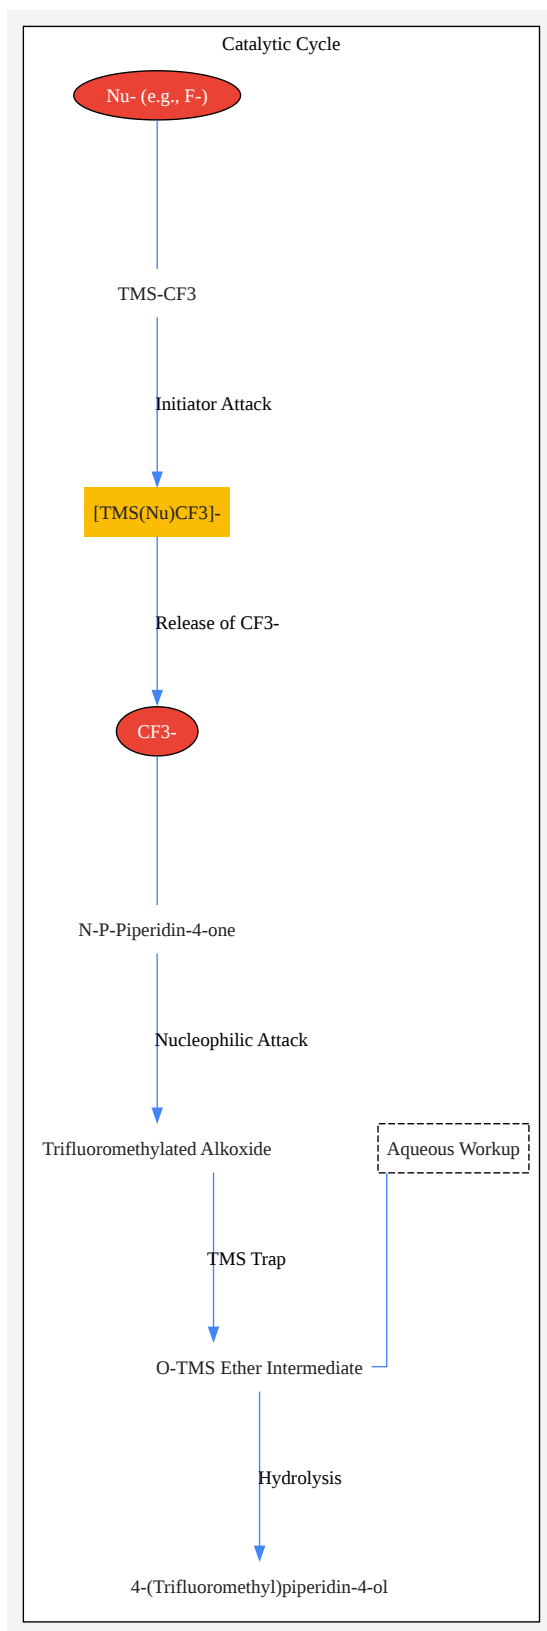 Catalytic Cycle
Nu- (e.g., F-)
TMS-CF3
Initiator Attack
[TMS(Nu)CF3]-
Release of CF3-
CF3-
N-P-Piperidin-4-one
Nucleophilic Attack
Trifluoromethylated Alkoxide
Aqueous Workup
TMS Trap
O-TMS Ether Intermediate
Hydrolysis
4-(Trifluoromethyl)piperidin-4-ol